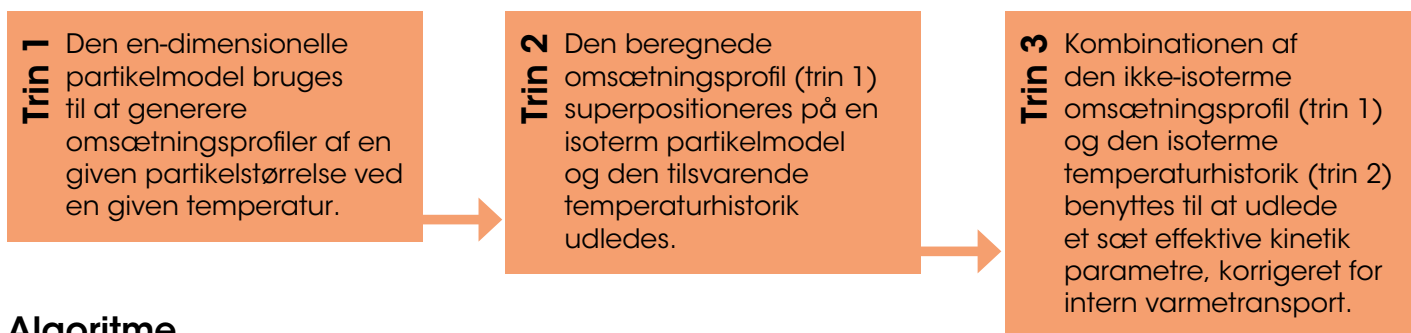 Trin 1
Den en-dimensionelle
partikelmodel bruges
til at generere
omsætningsprofiler af en
given partikelstørrelse ved
en given temperatur.
Trin 2
Den beregnede
omsætningsprofil (trin 1)
superpositioneres på en
isoterm partikelmodel
og den tilsvarende
temperaturhistorik
udledes.
Trin 3
Kombinationen af
den ikke-isoterme
omsætningsprofil (trin 1)
og den isoterme
temperaturhistorik (trin 2)
benyttes til at udlede
et sæt effektive kinetik
parametre, korrigeret for
intern varmetransport.
Algoritme